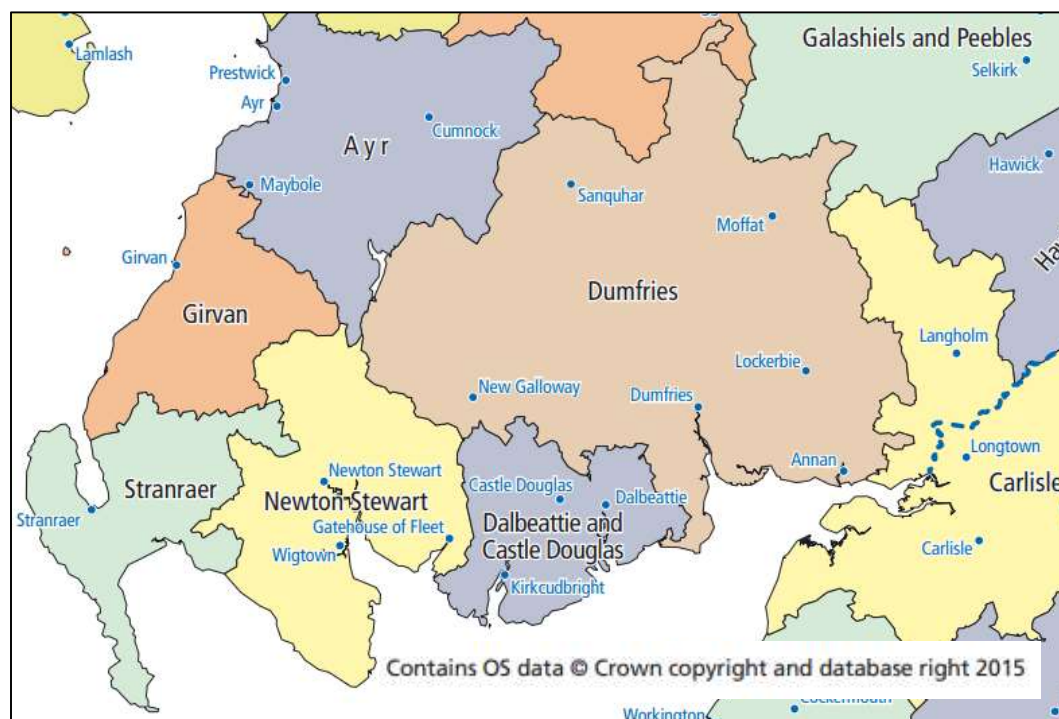 Lamlash
Galashiels and Peebles
Selkirk
Prestwick
Ayr
Cumnock
Ayr
Hawick
Maybole
Sanquhar
Moffat
Girvan
Dumfries
Girvan
Langholm
Lockerbie
New Galloway
Dumfries
Longtown
Annan
Newton Stewart
Castle Douglas
Stranraer
Carlisle
Newton Stewart
Dalbeattie
Stranraer
Gatehouse of Fleet
Dalbeattie and
Castle Douglas
Wigtown
Carlisle
Kirkcudbright
Contains OS data © Crown copyright and database right 2015
Cockermouth
Workington